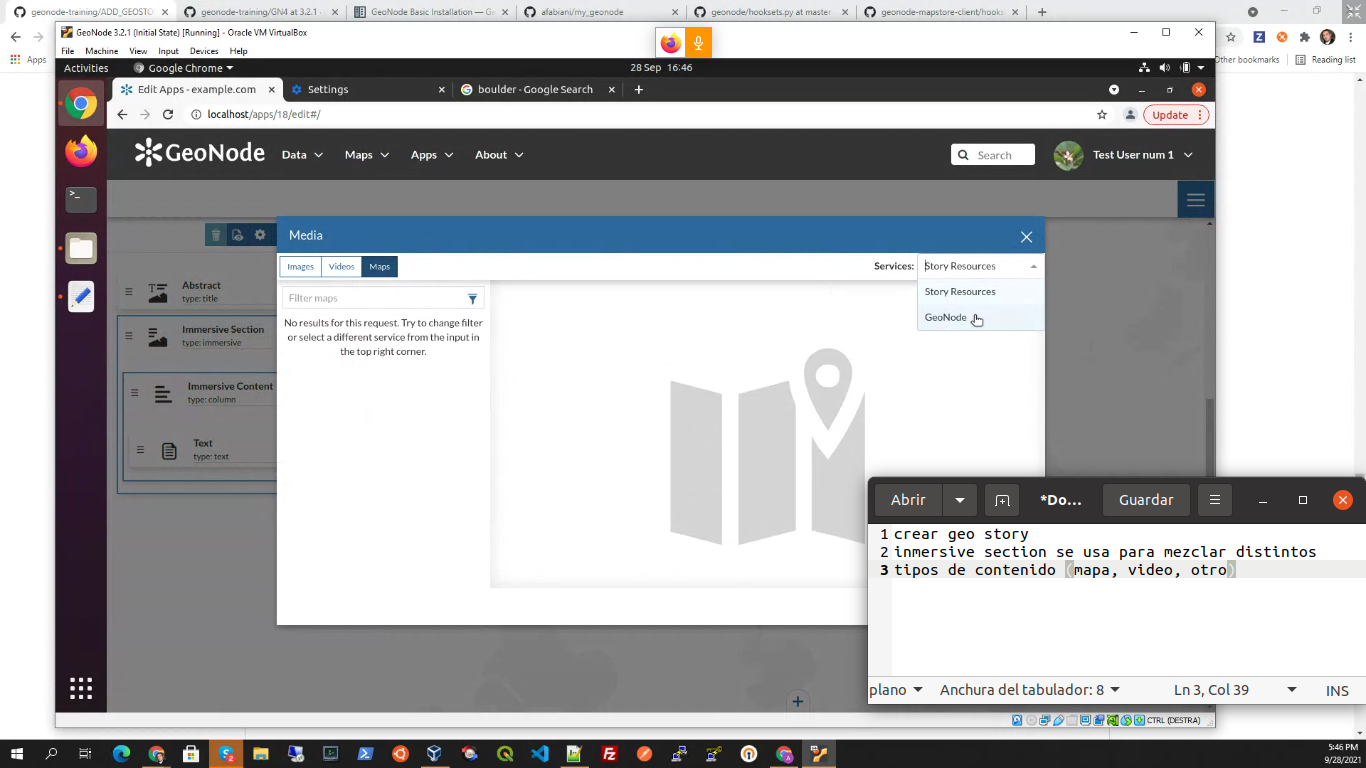 geonode-training/ADD_GEOSTO
geonode-training/GN4 at 3.2.1
GeoNode Basic Installation —
afabiani/my_geonode
geonode/hooksets.py at master
geonode-mapstore-client/hooks
Apps
Other bookmarks
Reading list
GeoNode 3.2.1 (Initial State) [Running] - Oracle VM VirtualBox
File Machine View Input Devices Help
Activities Google Chrome 28 Sep 16:46
Edit Apps - example.com
Settings
boulder - Google Search
localhost/apps/18/edit#/
Update
GeoNode Data Maps Apps About
Search
Test User num 1
Media
Images Videos Maps
Services: Story Resources
Filter maps
Story Resources
GeoNode
No results for this request. Try to change filter
or select a different service from the input in
the top right corner.
Abstract
type: title
Immersive Section
type: immersive
Immersive Content
type: column
Text
type: text
Abrir *Do... Guardar
1 crear geo story
2 inmersive section se usa para mezclar distintos
3 tipos de contenido (mapa, video, otro)
plano Anchura del tabulador: 8 Ln 3, Col 39 INS
CTRL (DESTRA)
5:46 PM
9/28/2021